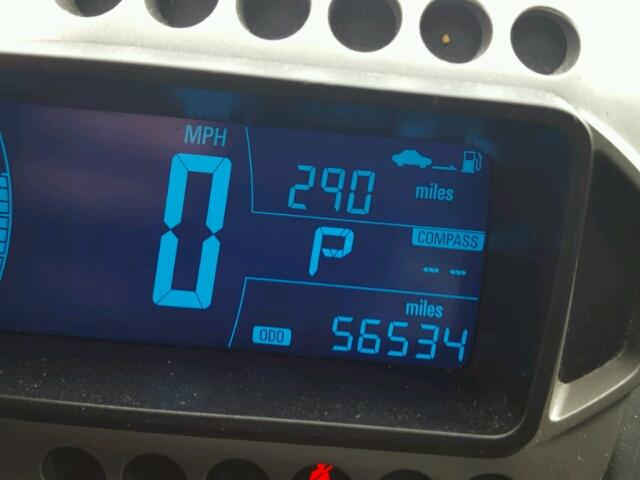 MPH
0
290 miles
P
COMPASS
-- --
miles
ODO 56534